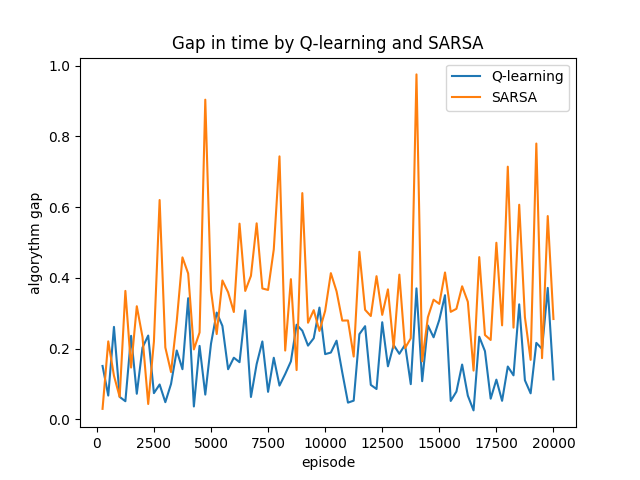 Gap in time by Q-learning and SARSA
Q-learning
SARSA
algorythm gap
1.0
0.8
0.6
0.4
0.2
0.0
0 2500 5000 7500 10000 12500 15000 17500 20000
episode